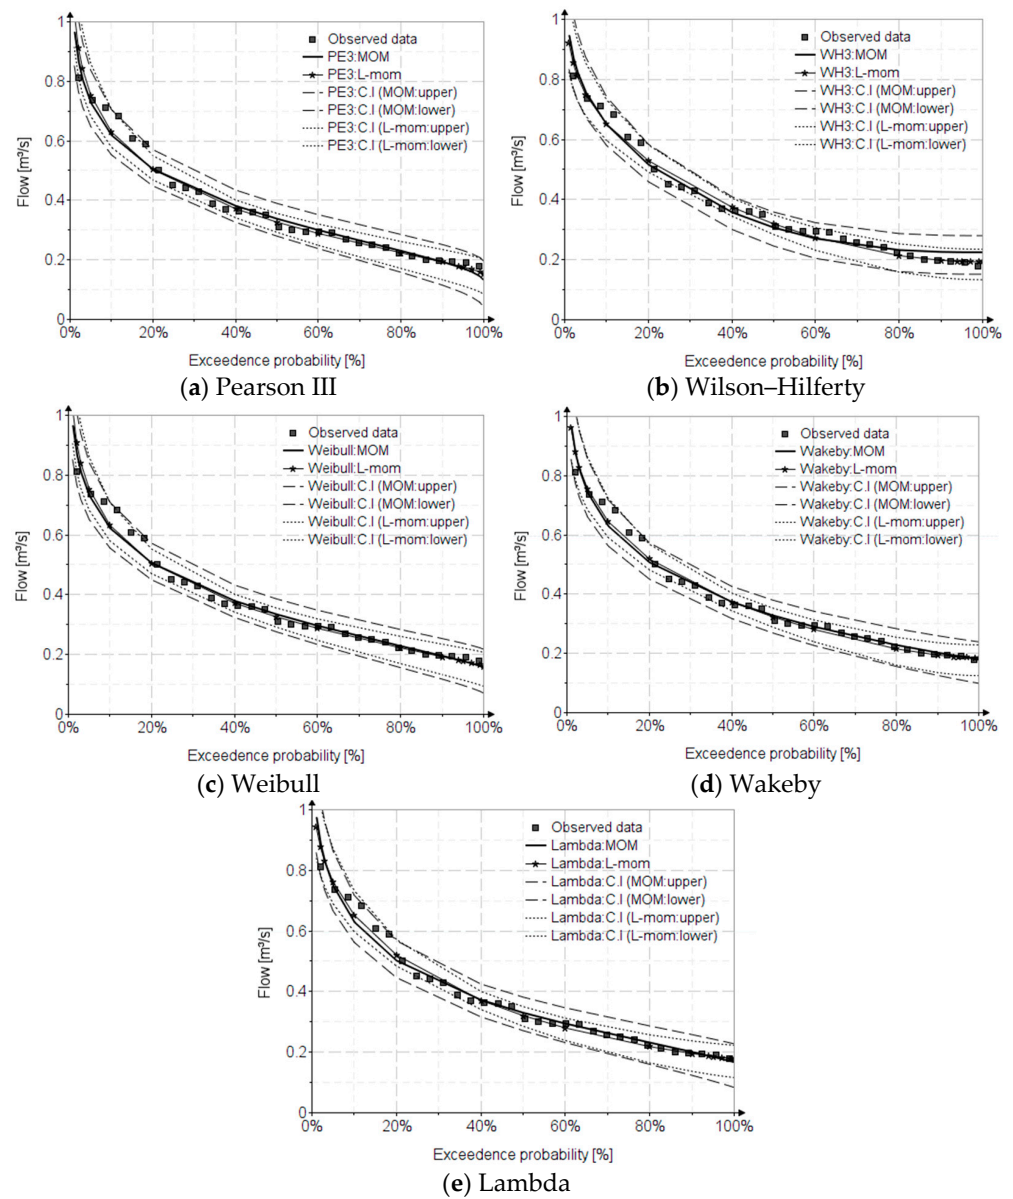 1
0.8
0.6
0.4
0.2
0
Flow [m³/s]
Observed data
PE3:MOM
PE3:L-mom
PE3:C.I (MOM:upper)
PE3:C.I (MOM:lower)
PE3:C.I (L-mom:upper)
PE3:C.I (L-mom:lower)
0% 20% 40% 60% 80% 100%
Exceedence probability [%]
(a) Pearson III
1
0.8
0.6
0.4
0.2
0
Flow [m³/s]
Observed data
WH3:MOM
WH3:L-mom
WH3:C.I (MOM:upper)
WH3:C.I (MOM:lower)
WH3:C.I (L-mom:upper)
WH3:C.I (L-mom:lower)
0% 20% 40% 60% 80% 100%
Exceedence probability [%]
(b) Wilson–Hilferty
1
0.8
0.6
0.4
0.2
0
Flow [m³/s]
Observed data
Weibull:MOM
Weibull:L-mom
Weibull:C.I (MOM:upper)
Weibull:C.I (MOM:lower)
Weibull:C.I (L-mom:upper)
Weibull:C.I (L-mom:lower)
0% 20% 40% 60% 80% 100%
Exceedence probability [%]
(c) Weibull
1
0.8
0.6
0.4
0.2
0
Flow [m³/s]
Observed data
Wakeby:MOM
Wakeby:L-mom
Wakeby:C.I (MOM:upper)
Wakeby:C.I (MOM:lower)
Wakeby:C.I (L-mom:upper)
Wakeby:C.I (L-mom:lower)
0% 20% 40% 60% 80% 100%
Exceedence probability [%]
(d) Wakeby
1
0.8
0.6
0.4
0.2
0
Flow [m³/s]
Observed data
Lambda:MOM
Lambda:L-mom
Lambda:C.I (MOM:upper)
Lambda:C.I (MOM:lower)
Lambda:C.I (L-mom:upper)
Lambda:C.I (L-mom:lower)
0% 20% 40% 60% 80% 100%
Exceedence probability [%]
(e) Lambda